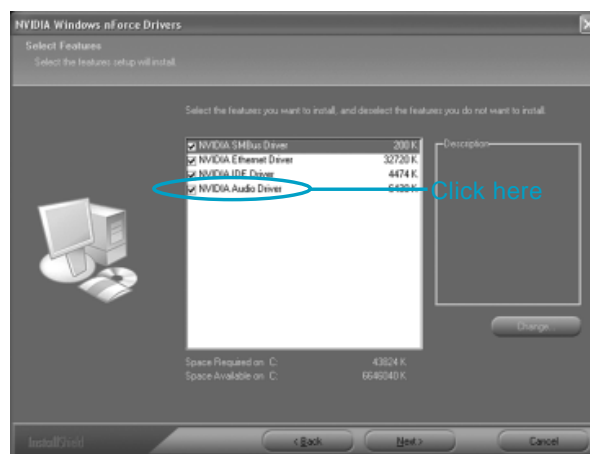 NVIDIA Windows nForce Drivers
Select Features
Select the features setup will install.
Select the features you want to install, and deselect the features you do not want to install.
NVIDIA SMBus Driver 200 K
NVIDIA Ethernet Driver 32720 K
NVIDIA IDE Driver 4474 K
NVIDIA Audio Driver 6430 K
Description
Click here
Change...
Space Required on C: 43824 K
Space Available on C: 6646040 K
InstallShield
< Back
Next >
Cancel